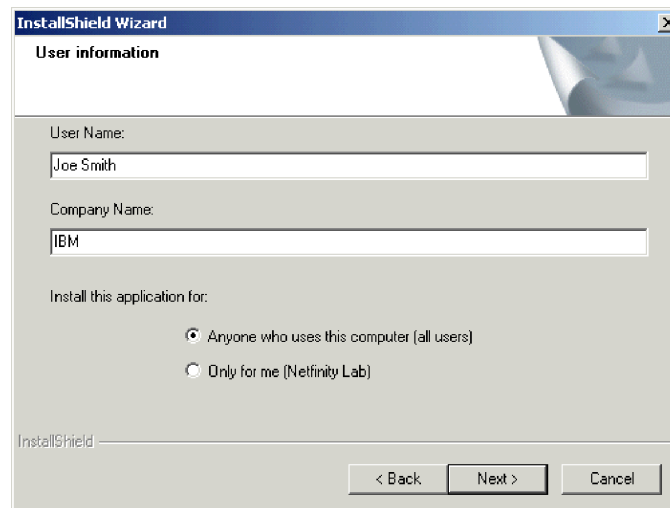 InstallShield Wizard
User information
User Name:
Joe Smith
Company Name:
IBM
Install this application for:
Anyone who uses this computer (all users)
Only for me (Netfinity Lab)
InstallShield
< Back
Next >
Cancel